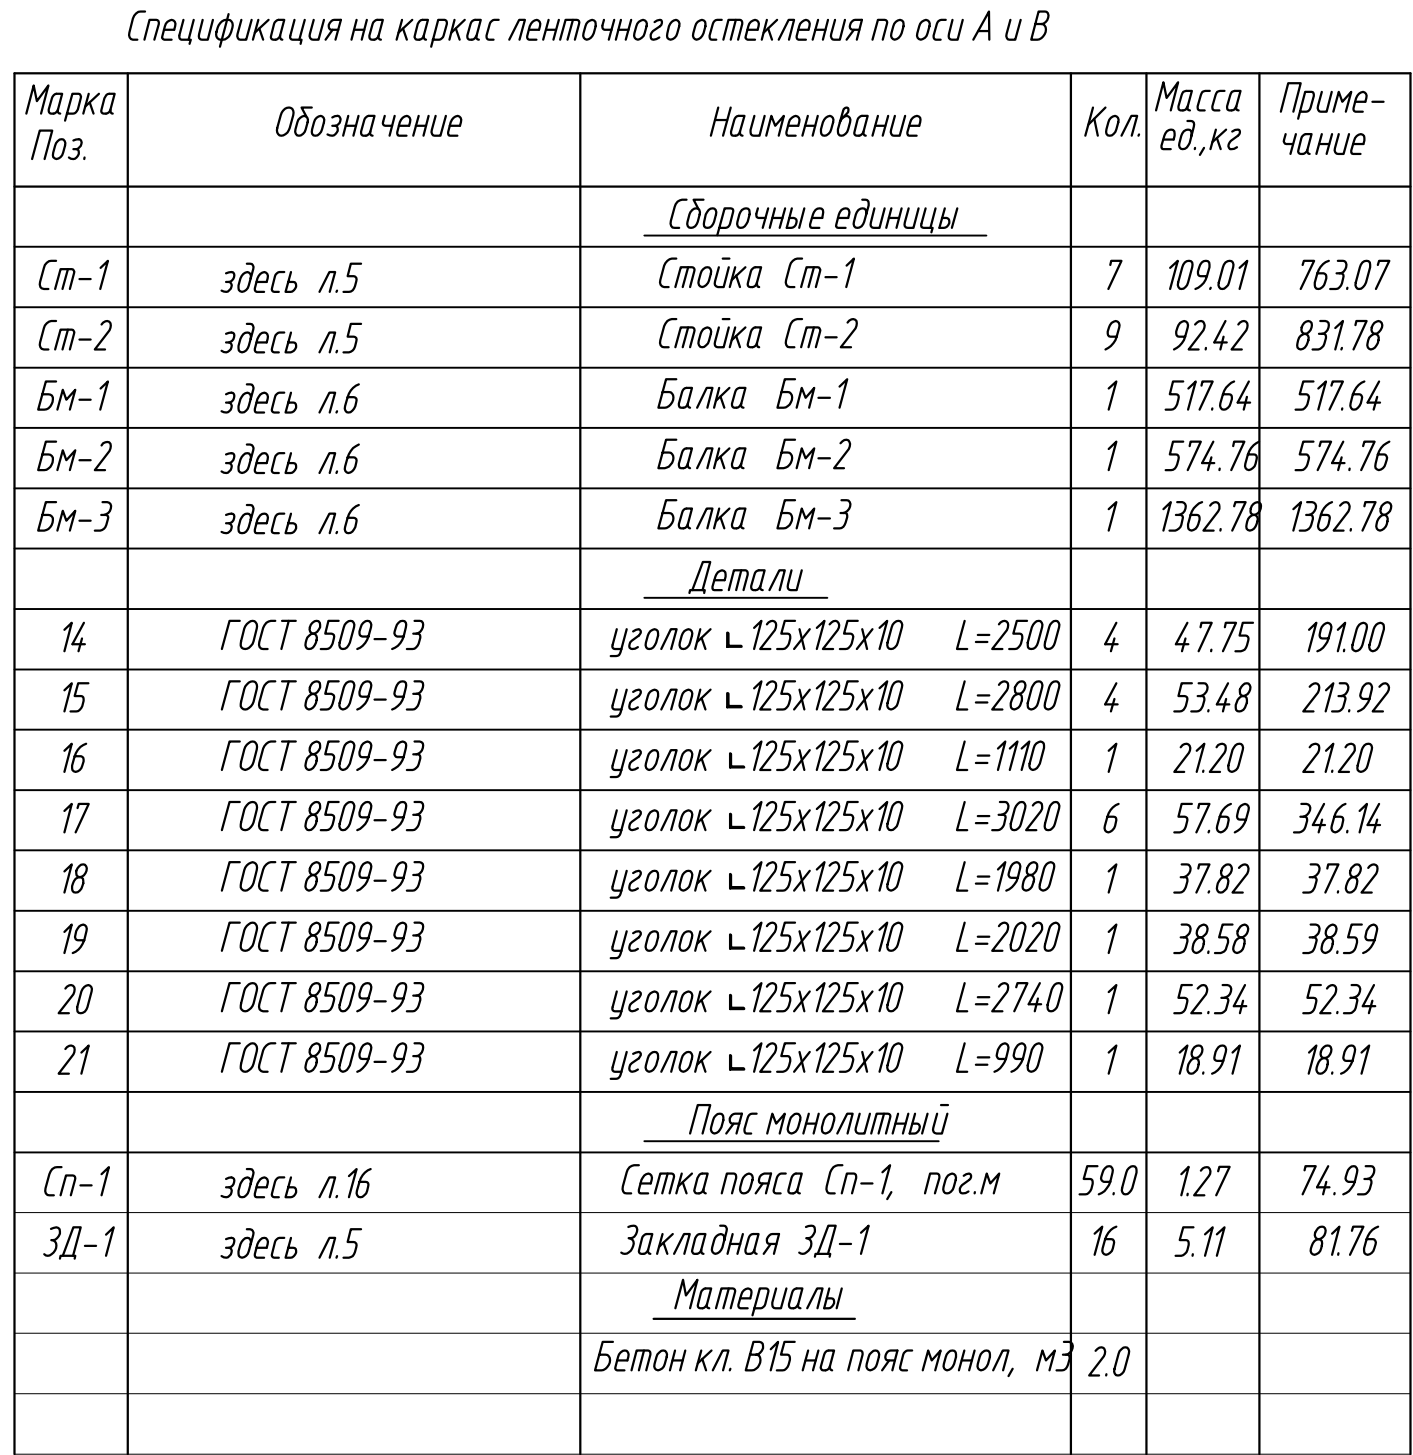 Спецификация на каркас ленточного остекления по оси А и В
Марка Поз. Обозначение Наименование Кол. Масса ед.,кг Приме-чание
Сборочные единицы
Ст-1 здесь л.5 Стойка Ст-1 7 109.01 763.07
Ст-2 здесь л.5 Стойка Ст-2 9 92.42 831.78
Бм-1 здесь л.6 Балка Бм-1 1 517.64 517.64
Бм-2 здесь л.6 Балка Бм-2 1 574.76 574.76
Бм-3 здесь л.6 Балка Бм-3 1 1362.78 1362.78
Детали
14 ГОСТ 8509-93 уголок ∟125х125х10 L=2500 4 47.75 191.00
15 ГОСТ 8509-93 уголок ∟125х125х10 L=2800 4 53.48 213.92
16 ГОСТ 8509-93 уголок ∟125х125х10 L=1110 1 21.20 21.20
17 ГОСТ 8509-93 уголок ∟125х125х10 L=3020 6 57.69 346.14
18 ГОСТ 8509-93 уголок ∟125х125х10 L=1980 1 37.82 37.82
19 ГОСТ 8509-93 уголок ∟125х125х10 L=2020 1 38.58 38.59
20 ГОСТ 8509-93 уголок ∟125х125х10 L=2740 1 52.34 52.34
21 ГОСТ 8509-93 уголок ∟125х125х10 L=990 1 18.91 18.91
Пояс монолитный
Сп-1 здесь л.16 Сетка пояса Сп-1, пог.м 59.0 1.27 74.93
ЗД-1 здесь л.5 Закладная ЗД-1 16 5.11 81.76
Материалы
Бетон кл. В15 на пояс монол, м3 2.0